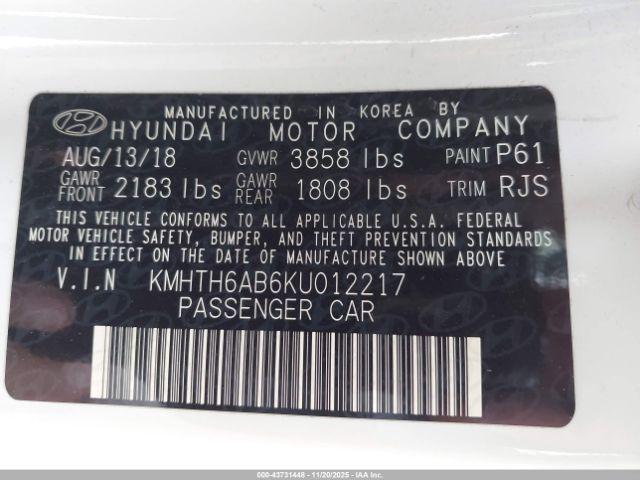 MANUFACTURED IN KOREA BY
HYUNDAI MOTOR COMPANY
AUG/13/18 GVWR 3858 lbs PAINT P61
GAWR FRONT 2183 lbs GAWR REAR 1808 lbs TRIM RJS
THIS VEHICLE CONFORMS TO ALL APPLICABLE U.S.A. FEDERAL
MOTOR VEHICLE SAFETY, BUMPER, AND THEFT PREVENTION STANDARDS
IN EFFECT ON THE DATE OF MANUFACTURE SHOWN ABOVE
V.I.N KMHTH6AB6KU012217
PASSENGER CAR
000-43731448 - 11/20/2025 - Copart